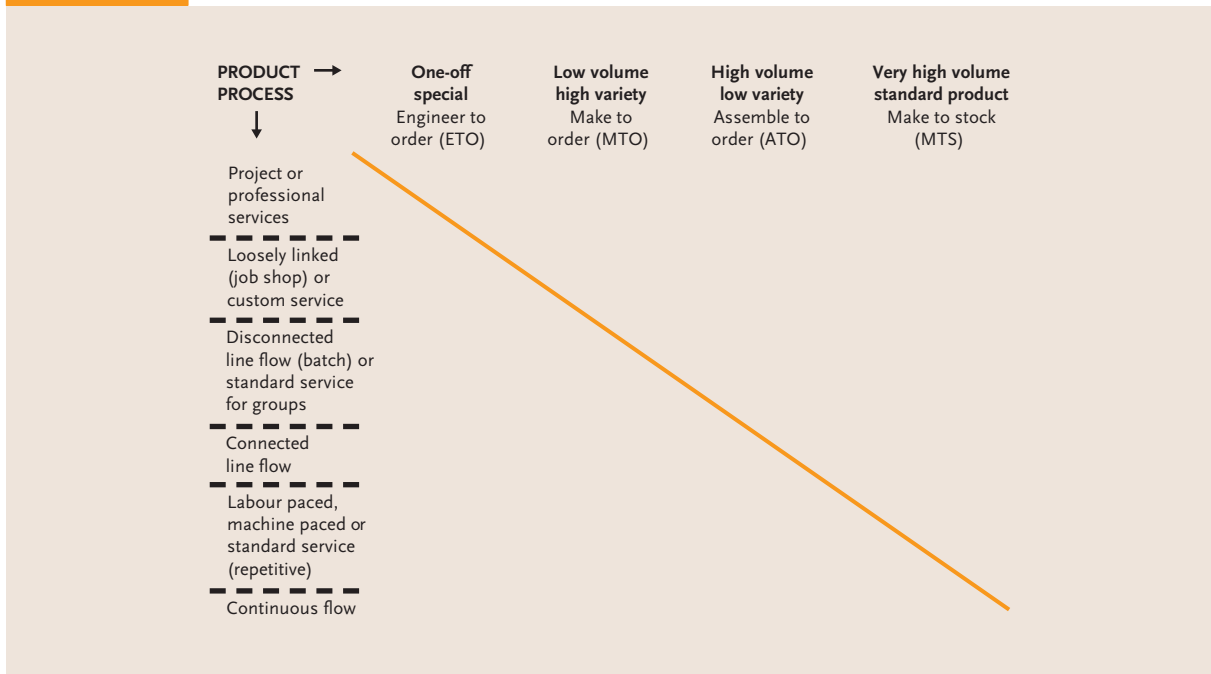 PRODUCT
PROCESS
One-off
special
Engineer to
order (ETO)
Low volume
high variety
Make to
order (MTO)
High volume
low variety
Assemble to
order (ATO)
Very high volume
standard product
Make to stock
(MTS)
Project or
professional
services
Loosely linked
(job shop) or
custom service
Disconnected
line flow (batch) or
standard service
for groups
Connected
line flow
Labour paced,
machine paced or
standard service
(repetitive)
Continuous flow